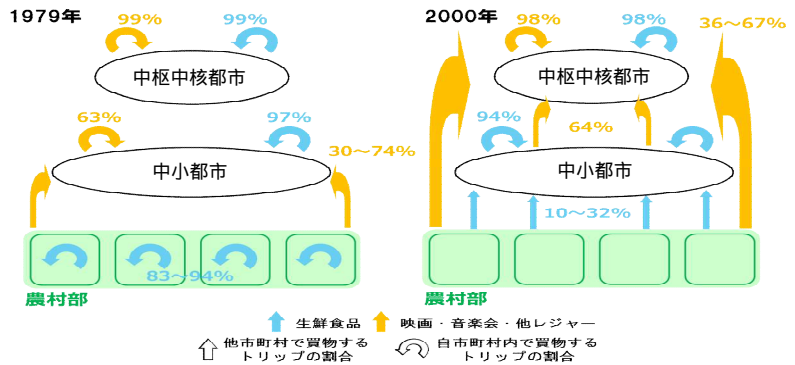 1979年
99%
99%
中枢中核都市
63%
97%
中小都市
30～74%
83～94%
農村部
2000年
98%
98%
36～67%
中枢中核都市
94%
64%
中小都市
10～32%
農村部
生鮮食品
映画・音楽会・他レジャー
他市町村で買物する
トリップの割合
自市町村内で買物する
トリップの割合